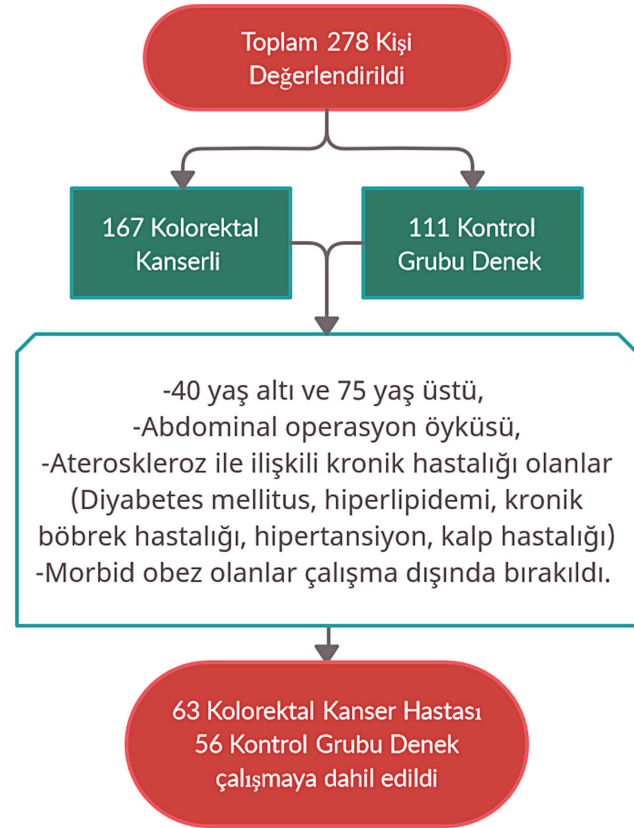 Toplam 278 Kişi
Değerlendirildi
167 Kolorektal
Kanserli
111 Kontrol
Grubu Denek
-40 yaş altı ve 75 yaş üstü,
-Abdominal operasyon öyküsü,
-Ateroskleroz ile ilişkili kronik hastalığı olanlar
(Diyabetes mellitus, hiperlipidemi, kronik
böbrek hastalığı, hipertansiyon, kalp hastalığı)
-Morbid obez olanlar çalışma dışında bırakıldı.
63 Kolorektal Kanser Hastası
56 Kontrol Grubu Denek
çalışmaya dahil edildi